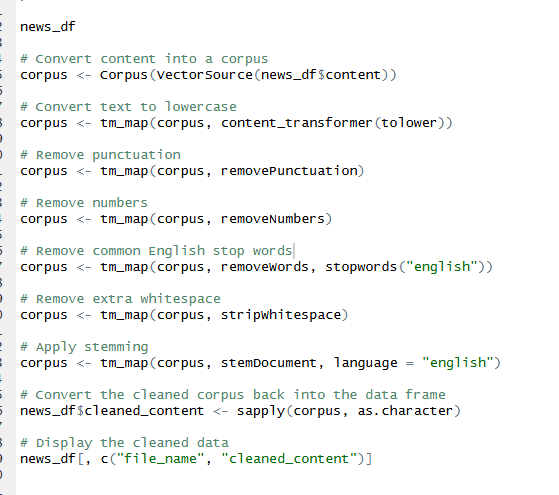 news_df
# Convert content into a corpus
corpus <- Corpus(VectorSource(news_df$content))
# Convert text to lowercase
corpus <- tm_map(corpus, content_transformer(tolower))
# Remove punctuation
corpus <- tm_map(corpus, removePunctuation)
# Remove numbers
corpus <- tm_map(corpus, removeNumbers)
# Remove common English stop words
corpus <- tm_map(corpus, removeWords, stopwords("english"))
# Remove extra whitespace
corpus <- tm_map(corpus, stripWhitespace)
# Apply stemming
corpus <- tm_map(corpus, stemDocument, language = "english")
# Convert the cleaned corpus back into the data frame
news_df$cleaned_content <- sapply(corpus, as.character)
# Display the cleaned data
news_df[, c("file_name", "cleaned_content")]